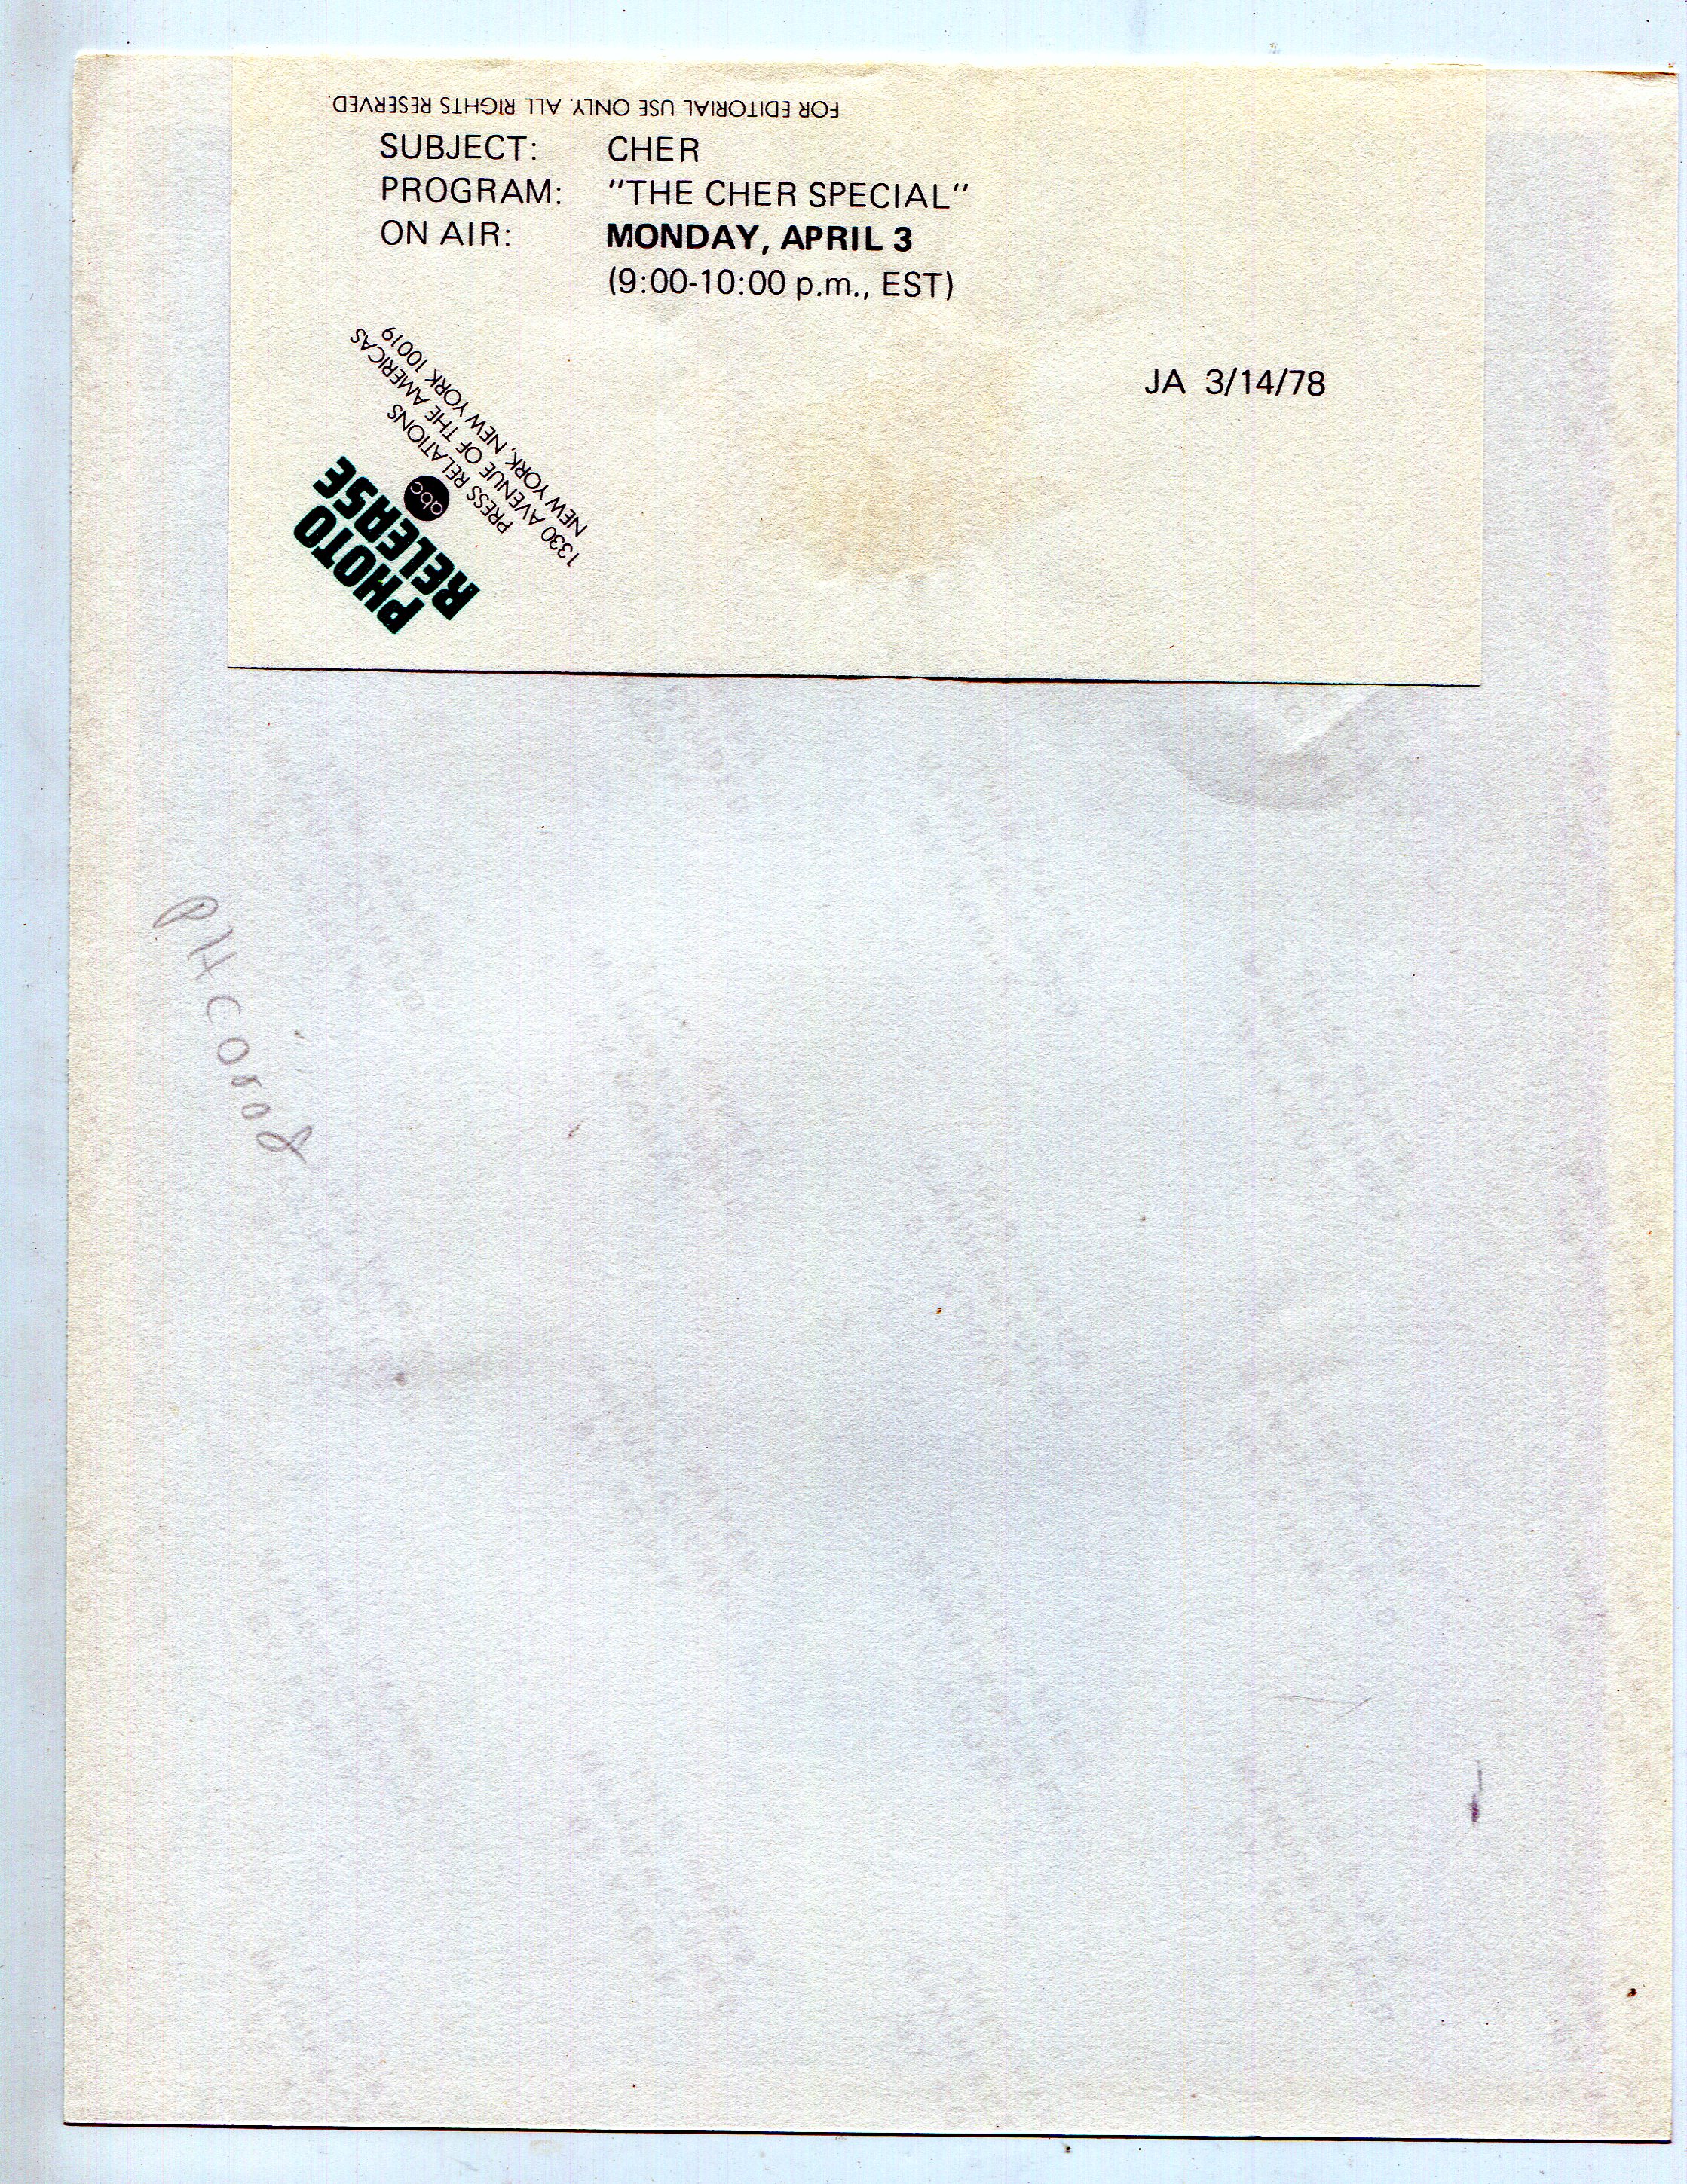 FOR EDITORIAL USE ONLY. ALL RIGHTS RESERVED.
SUBJECT: CHER
PROGRAM: "THE CHER SPECIAL"
ON AIR: MONDAY, APRIL 3
(9:00-10:00 p.m., EST)
JA 3/14/78
PHOTO
RELEASE
abc
PRESS RELATIONS
1330 AVENUE OF THE AMERICAS
NEW YORK, NEW YORK 10019